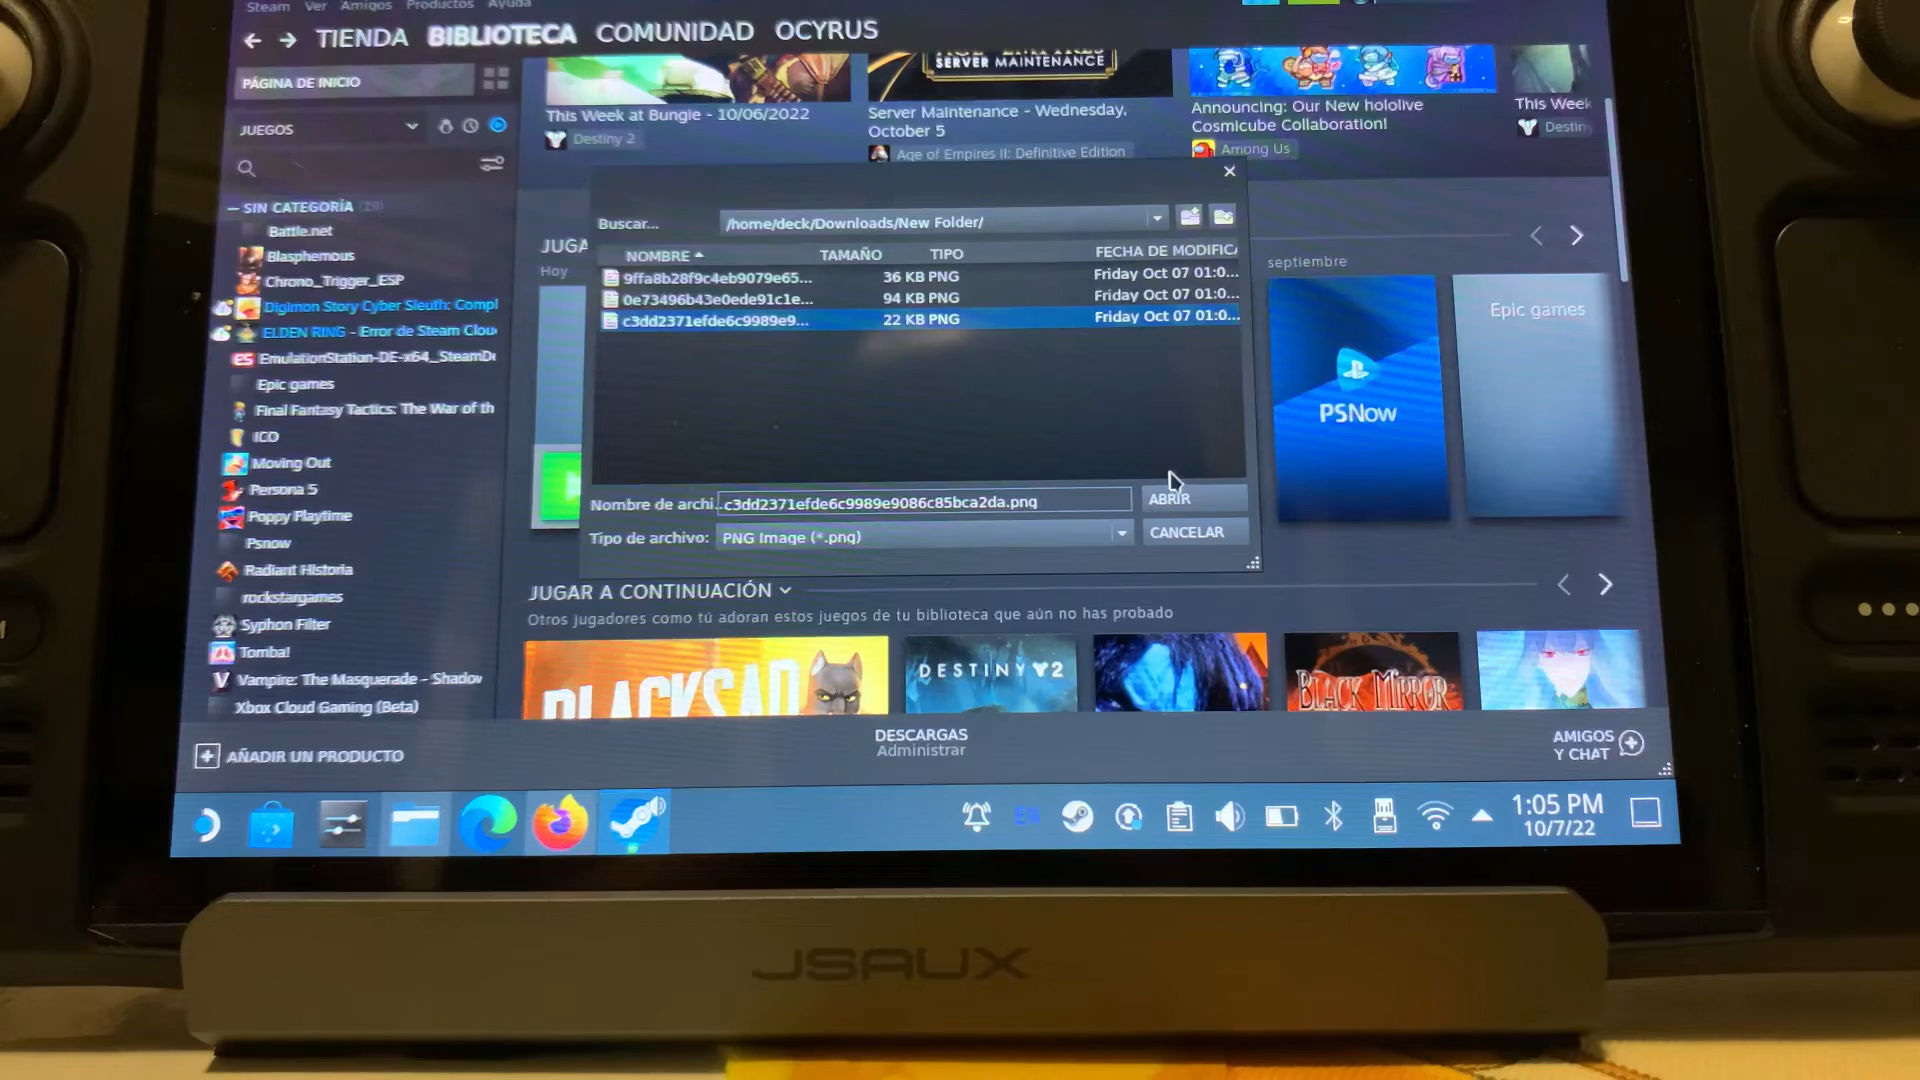 Steam Ver Amigos Productos Ayuda
TIENDA BIBLIOTECA COMUNIDAD OCYRUS
PÁGINA DE INICIO
JUEGOS
SIN CATEGORÍA (29)
Battle.net
Blasphemous
Chrono_Trigger_ESP
Digimon Story Cyber Sleuth: Compl
ELDEN RING - Error de Steam Clou
ES EmulationStation-DE-x64_SteamDe
Epic games
Final Fantasy Tactics: The War of th
ICO
Moving Out
Persona 5
Poppy Playtime
Psnow
Radiant Historia
rockstargames
Syphon Filter
Tomba!
Vampire: The Masquerade - Shadow
Xbox Cloud Gaming (Beta)
AÑADIR UN PRODUCTO
This Week at Bungie - 10/06/2022
Destiny 2
SERVER MAINTENANCE
Server Maintenance - Wednesday,
October 5
Age of Empires II: Definitive Edition
Announcing: Our New hololive
Cosmicube Collaboration!
Among Us
This Week
Destin
JUGA
Hoy
Buscar...
/home/deck/Downloads/New Folder/
NOMBRE TAMAÑO TIPO FECHA DE MODIFICA
9ffa8b28f9c4eb9079e65... 36 KB PNG Friday Oct 07 01:0...
0e73496b43e0ede91c1e... 94 KB PNG Friday Oct 07 01:0...
c3dd2371efde6c9989e9... 22 KB PNG Friday Oct 07 01:0...
Nombre de archi... c3dd2371efde6c9989e9086c85bca2da.png ABRIR
Tipo de archivo: PNG Image (*.png) CANCELAR
septiembre
PSNow
Epic games
JUGAR A CONTINUACIÓN
Otros jugadores como tú adoran estos juegos de tu biblioteca que aún no has probado
BLACKSAD
DESTINY 2
BLACK MIRROR
DESCARGAS
Administrar
AMIGOS
Y CHAT
EN
1:05 PM
10/7/22
JSAUX